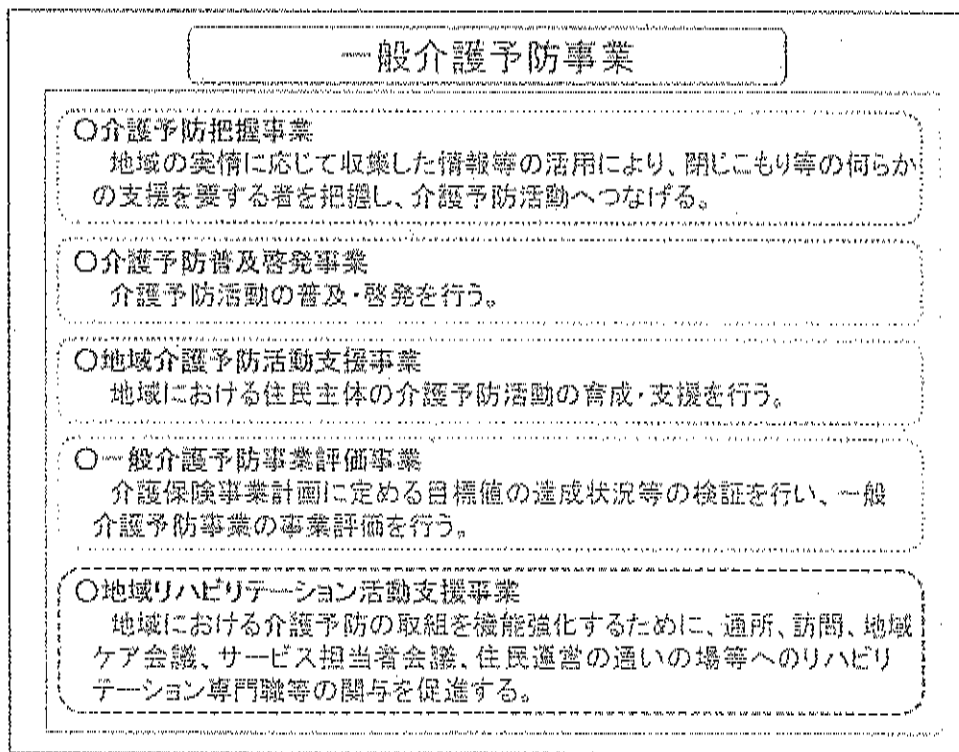 一般介護予防事業
〇介護予防把握事業
地域の実情に応じて収集した情報等の活用により、閉じこもり等の何らか
の支援を要する者を把握し、介護予防活動へつなげる。
〇介護予防普及啓発事業
介護予防活動の普及・啓発を行う。
〇地域介護予防活動支援事業
地域における住民主体の介護予防活動の育成・支援を行う。
〇一般介護予防事業評価事業
介護保険事業計画に定める目標値の達成状況等の検証を行い、一般
介護予防事業の事業評価を行う。
〇地域リハビリテーション活動支援事業
地域における介護予防の取組を機能強化するために、通所、訪問、地域
ケア会議、サービス担当者会議、住民運営の通いの場等へのリハビリ
テーション専門職等の関与を促進する。